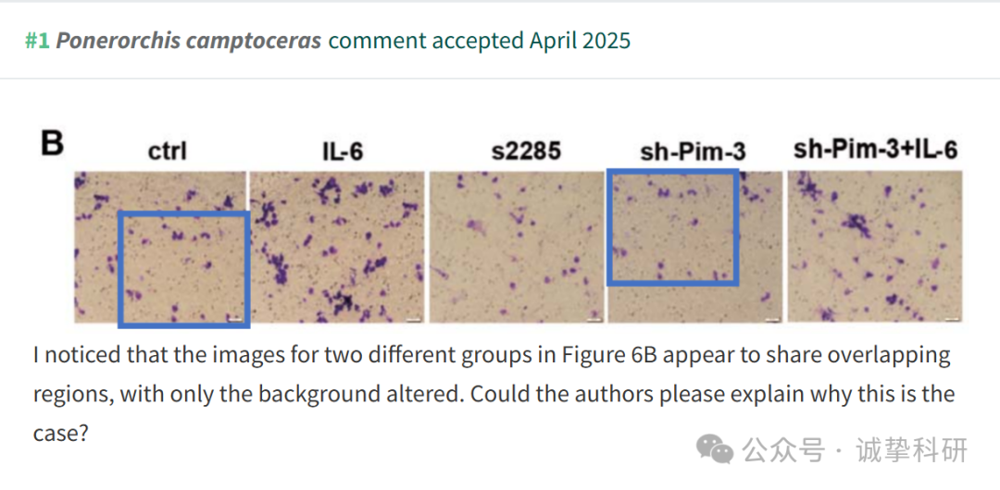 #1 Ponerorchis camptoceras comment accepted April 2025
B
ctrl IL-6 s2285 sh-Pim-3 sh-Pim-3+IL-6
I noticed that the images for two different groups in Figure 6B appear to share overlapping
regions, with only the background altered. Could the authors please explain why this is the
case?
公众号 · 诚挚科研